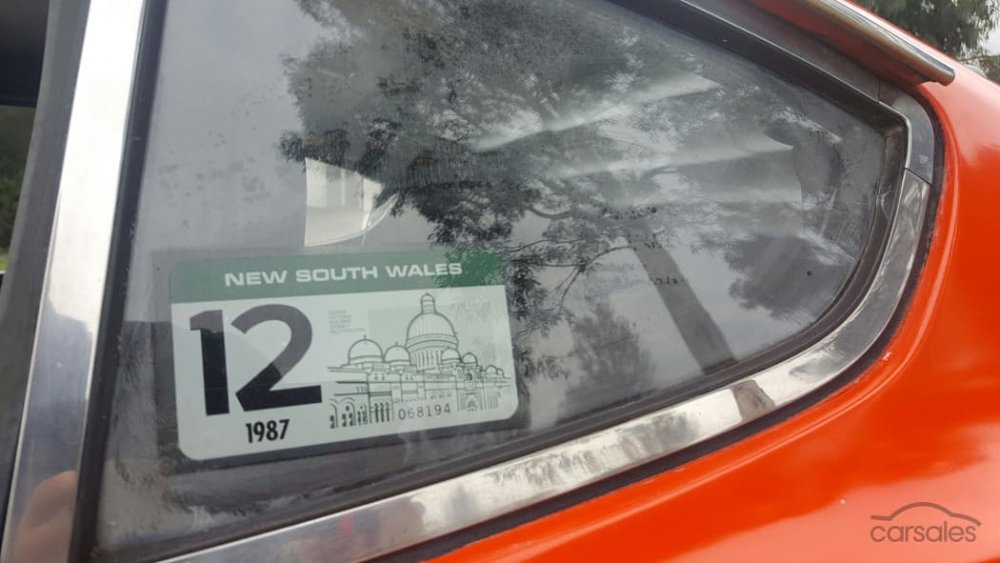 NEW SOUTH WALES
12
1987
068194
carsales